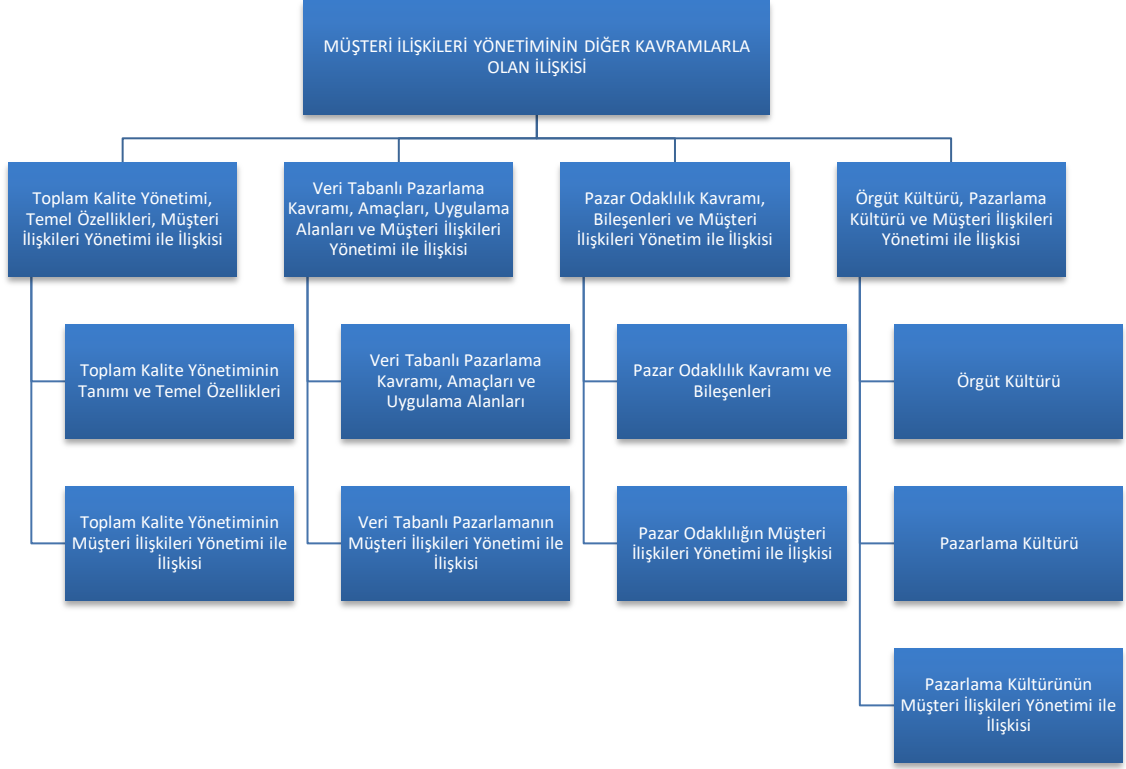 MÜŞTERİ İLİŞKİLERİ YÖNETİMİNİN DİĞER KAVRAMLARLA
OLAN İLİŞKİSİ
Toplam Kalite Yönetimi,
Temel Özellikleri, Müşteri
İlişkileri Yönetimi ile İlişkisi
Toplam Kalite Yönetiminin
Tanımı ve Temel Özellikleri
Toplam Kalite Yönetiminin
Müşteri İlişkileri Yönetimi ile
İlişkisi
Veri Tabanlı Pazarlama
Kavramı, Amaçları, Uygulama
Alanları ve Müşteri İlişkileri
Yönetimi ile İlişkisi
Veri Tabanlı Pazarlama
Kavramı, Amaçları ve
Uygulama Alanları
Veri Tabanlı Pazarlamanın
Müşteri İlişkileri Yönetimi ile
İlişkisi
Pazar Odaklılık Kavramı,
Bileşenleri ve Müşteri
İlişkileri Yönetim ile İlişkisi
Pazar Odaklılık Kavramı ve
Bileşenleri
Pazar Odaklılığın Müşteri
İlişkileri Yönetimi ile İlişkisi
Örgüt Kültürü, Pazarlama
Kültürü ve Müşteri İlişkileri
Yönetimi ile İlişkisi
Örgüt Kültürü
Pazarlama Kültürü
Pazarlama Kültürünün
Müşteri İlişkileri Yönetimi ile
İlişkisi